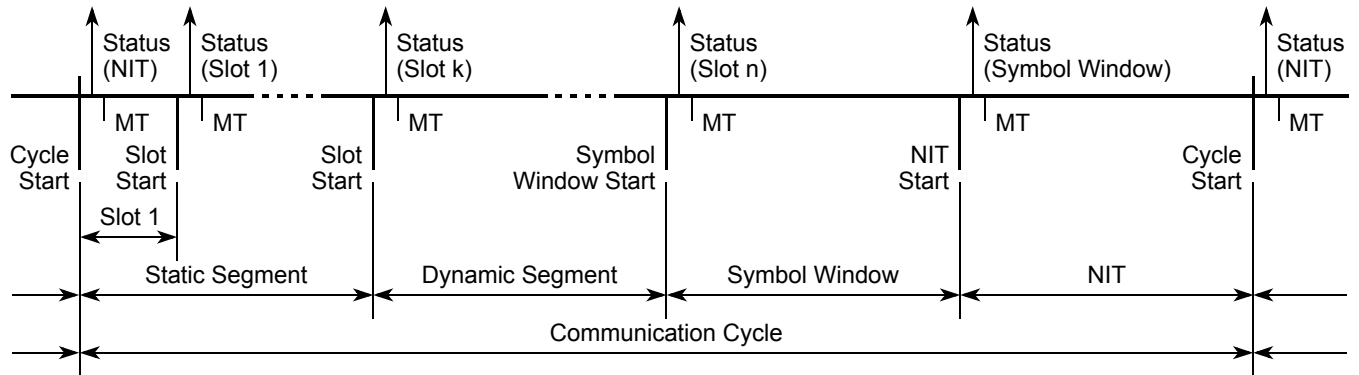 Status
(NIT)
Status
(Slot 1)
Status
(Slot k)
Status
(Slot n)
Status
(Symbol Window)
Status
(NIT)
MT
MT
MT
MT
MT
MT
Cycle
Start
Slot
Start
Slot
Start
Symbol
Window Start
NIT
Start
Cycle
Start
Slot 1
Static Segment
Dynamic Segment
Symbol Window
NIT
Communication Cycle